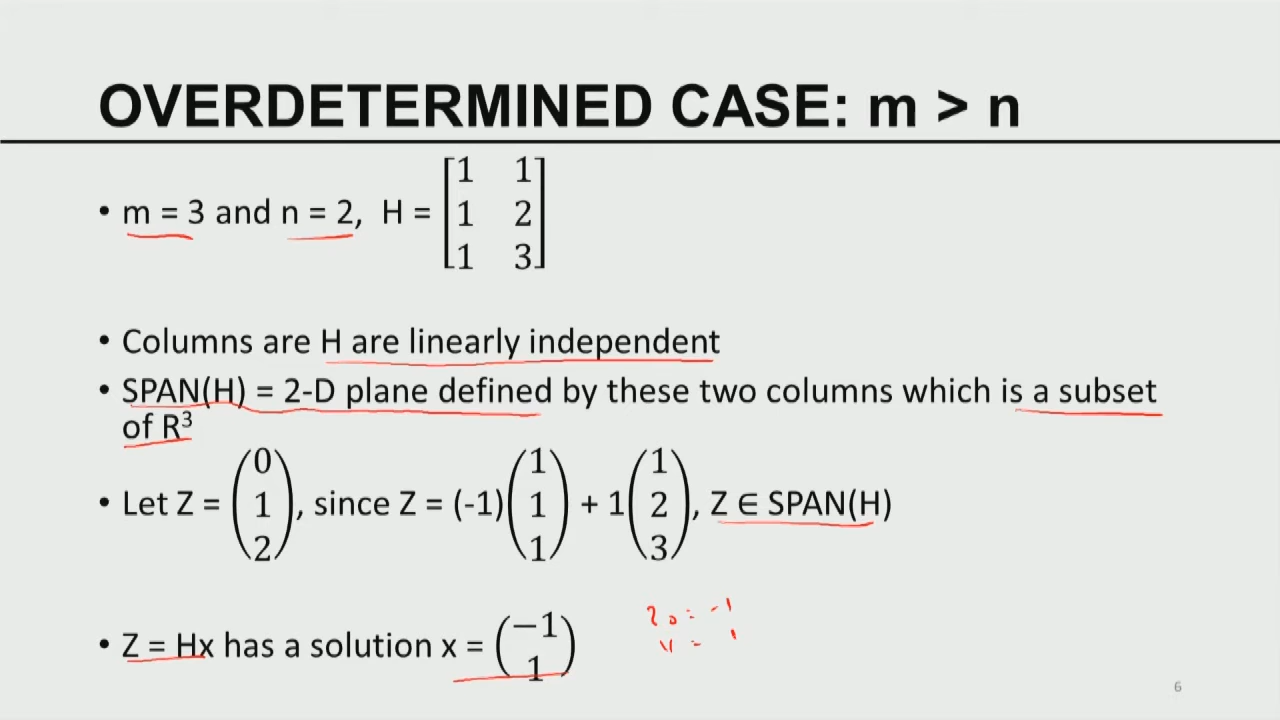 OVERDETERMINED CASE: m > n
• m = 3 and n = 2, H = [1 1; 1 2; 1 3]
• Columns are H are linearly independent
• SPAN(H) = 2-D plane defined by these two columns which is a subset
of R³
• Let Z = (0 1 2), since Z = (-1)(1 1 1) + 1(1 2 3), Z ∈ SPAN(H)
• Z = Hx has a solution x = (−1 1)
= -1
= 1
6